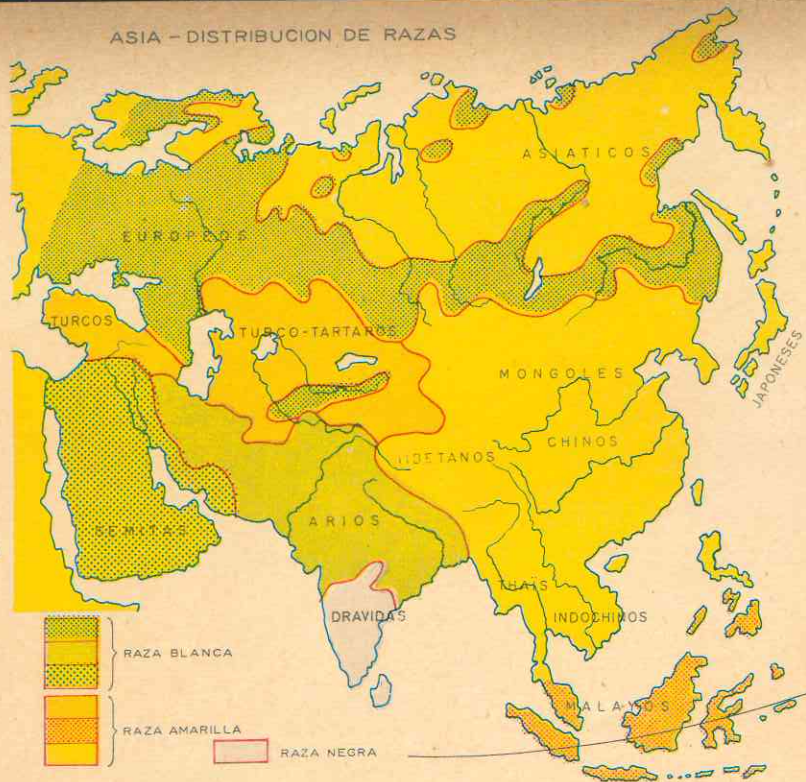 ASIA - DISTRIBUCION DE RAZAS
ASIATICOS
EUROPEOS
TURCOS
TURCO-TARTAROS
MONGOLES
JAPONESES
CHINOS
TIBETANOS
ARIOS
SEMITAS
THAIS
DRAVIDAS
INDOCHINOS
RAZA BLANCA
MALAYOS
RAZA AMARILLA
RAZA NEGRA